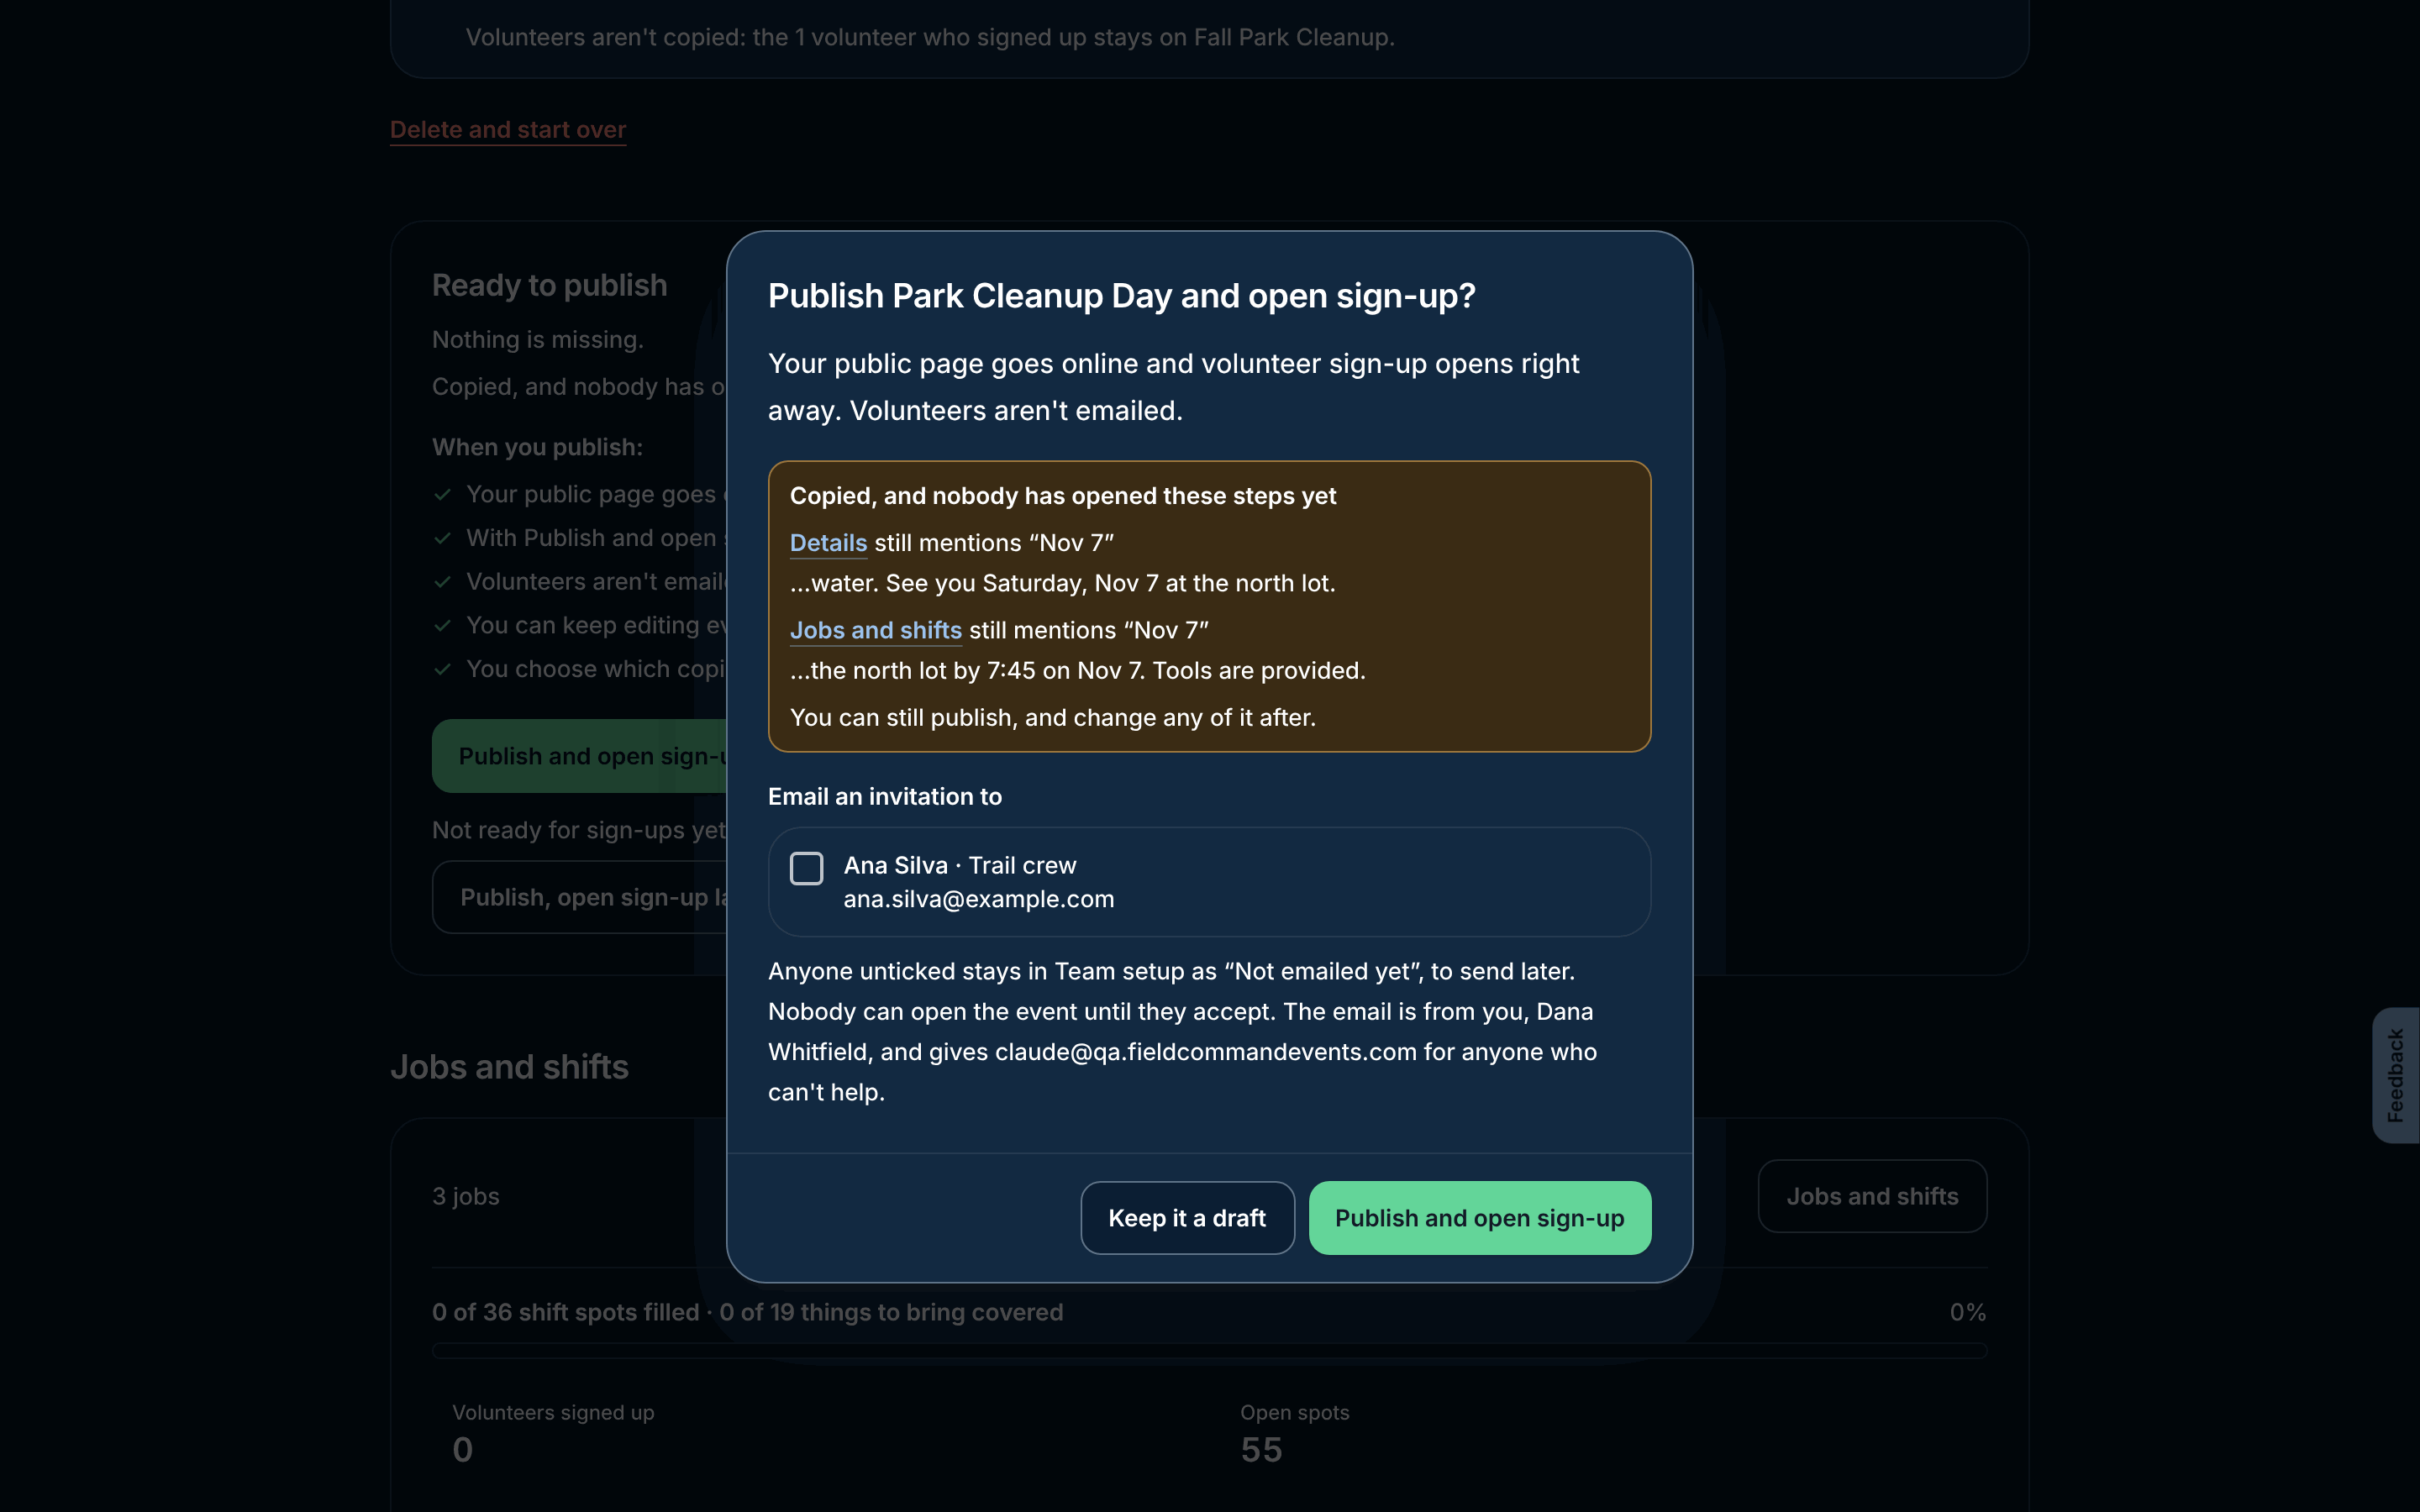 Volunteers aren't copied: the 1 volunteer who signed up stays on Fall Park Cleanup.
Delete and start over
Ready to publish
Nothing is missing.
Copied, and nobody has o
When you publish:
Your public page goes
With Publish and open
Volunteers aren't email
You can keep editing ev
You choose which copi
Publish and open sign-u
Not ready for sign-ups yet
Publish, open sign-up la
Publish Park Cleanup Day and open sign-up?
Your public page goes online and volunteer sign-up opens right
away. Volunteers aren't emailed.
Copied, and nobody has opened these steps yet
Details still mentions “Nov 7”
…water. See you Saturday, Nov 7 at the north lot.
Jobs and shifts still mentions “Nov 7”
…the north lot by 7:45 on Nov 7. Tools are provided.
You can still publish, and change any of it after.
Email an invitation to
Ana Silva · Trail crew
ana.silva@example.com
Anyone unticked stays in Team setup as “Not emailed yet”, to send later.
Nobody can open the event until they accept. The email is from you, Dana
Whitfield, and gives claude@qa.fieldcommandevents.com for anyone who
can't help.
Keep it a draft
Publish and open sign-up
Feedback
Jobs and shifts
3 jobs
Jobs and shifts
0 of 36 shift spots filled · 0 of 19 things to bring covered
0%
Volunteers signed up
0
Open spots
55